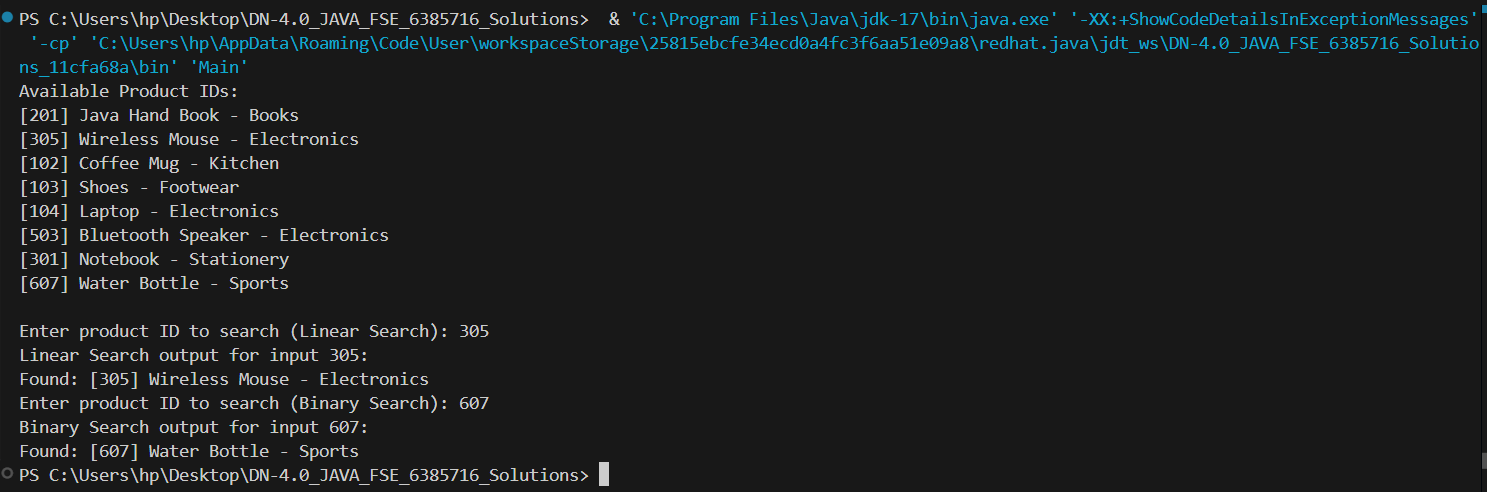 PS C:\Users\hp\Desktop\DN-4.0_JAVA_FSE_6385716_Solutions>  & 'C:\Program Files\Java\jdk-17\bin\java.exe' '-XX:+ShowCodeDetailsInExceptionMessages'
 '-cp' 'C:\Users\hp\AppData\Roaming\Code\User\workspaceStorage\25815ebcfe34ecd0a4fc3f6aa51e09a8\redhat.java\jdt_ws\DN-4.0_JAVA_FSE_6385716_Solutio
ns_11cfa68a\bin' 'Main'
Available Product IDs:
[201] Java Hand Book - Books
[305] Wireless Mouse - Electronics
[102] Coffee Mug - Kitchen
[103] Shoes - Footwear
[104] Laptop - Electronics
[503] Bluetooth Speaker - Electronics
[301] Notebook - Stationery
[607] Water Bottle - Sports
Enter product ID to search (Linear Search): 305
Linear Search output for input 305:
Found: [305] Wireless Mouse - Electronics
Enter product ID to search (Binary Search): 607
Binary Search output for input 607:
Found: [607] Water Bottle - Sports
PS C:\Users\hp\Desktop\DN-4.0_JAVA_FSE_6385716_Solutions>